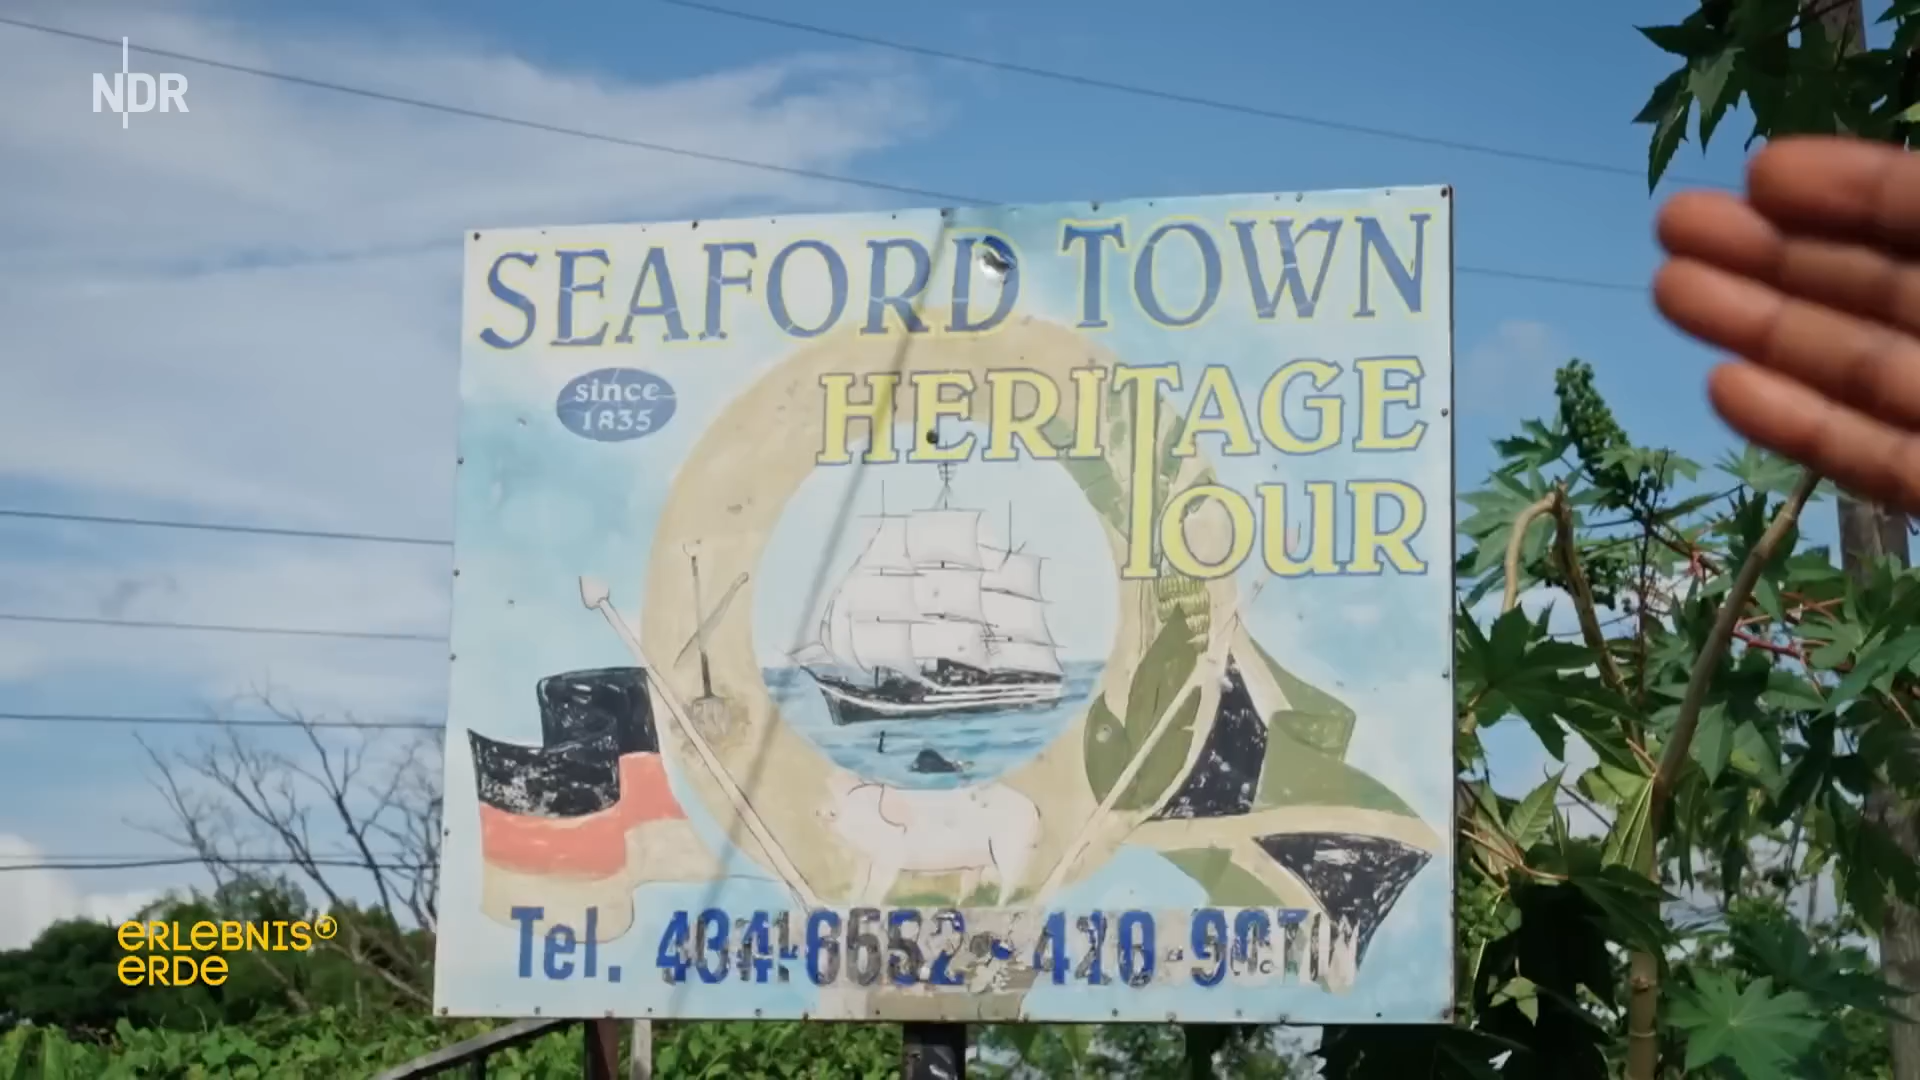 NDR
SEAFORD TOWN
since
1835
HERITAGE
TOUR
Tel.
ERLEBNIS
ERDE